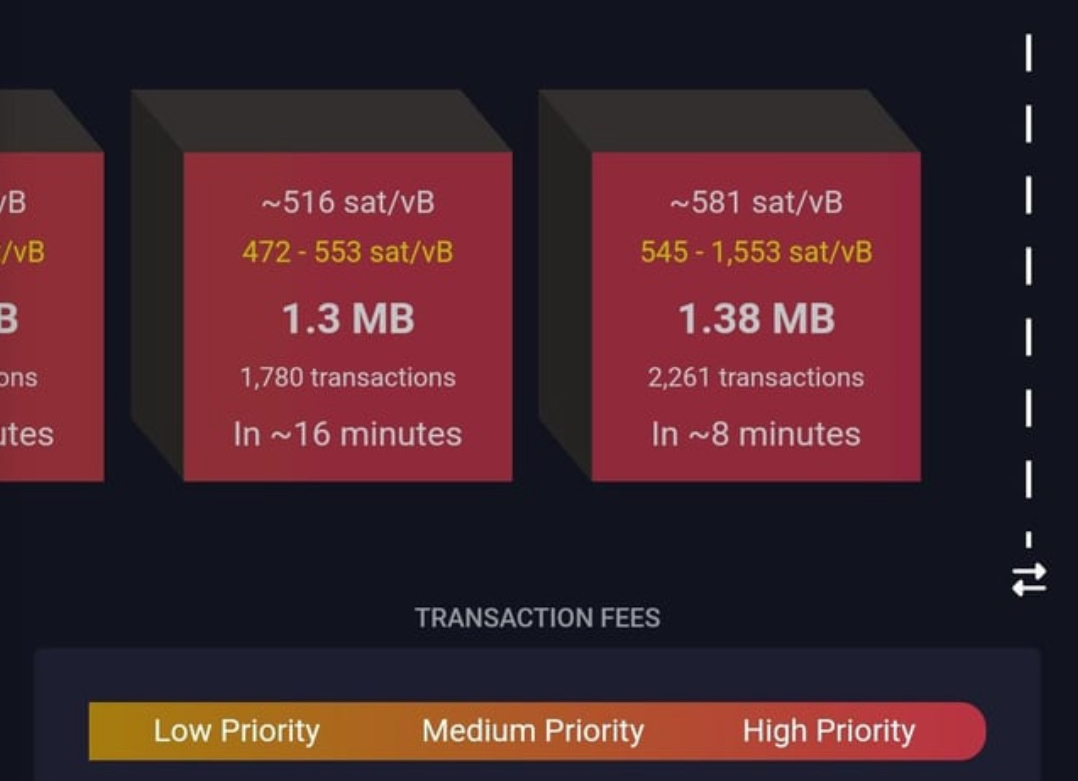 /vB
/vB
B
ons
utes
~516 sat/vB
472 - 553 sat/vB
1.3 MB
1,780 transactions
In ~16 minutes
~581 sat/vB
545 - 1,553 sat/vB
1.38 MB
2,261 transactions
In ~8 minutes
TRANSACTION FEES
Low Priority Medium Priority High Priority